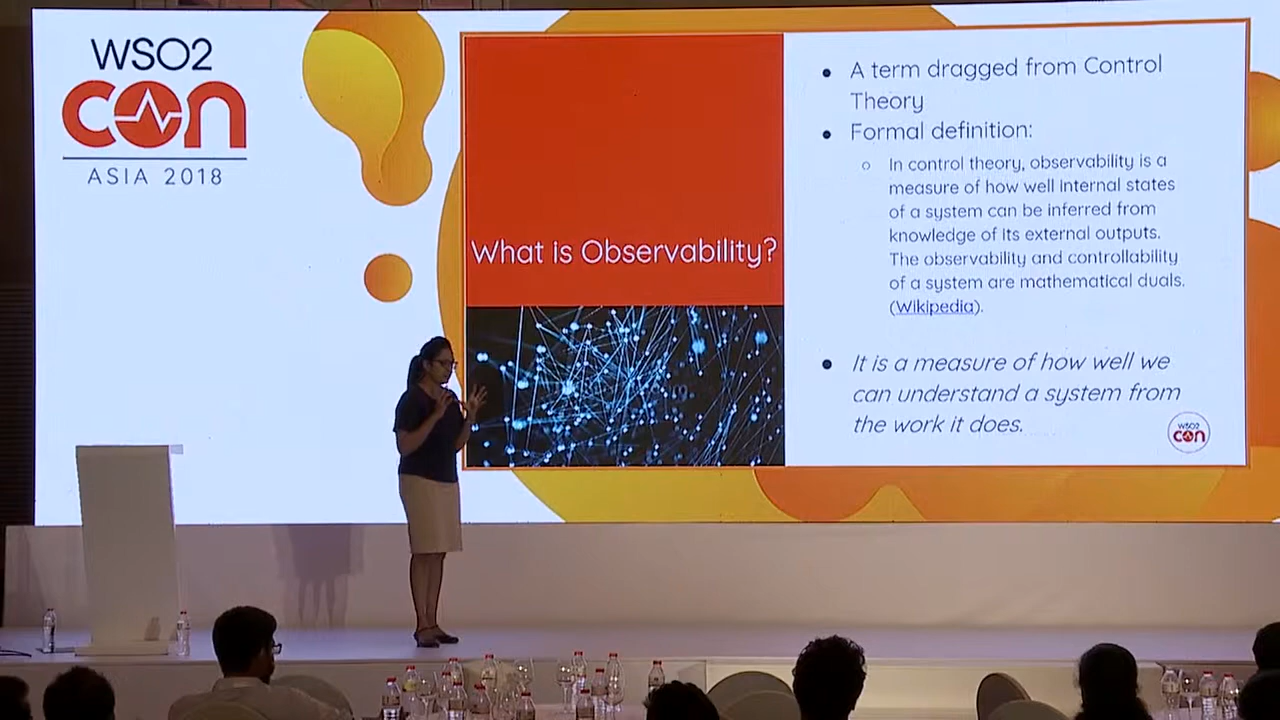 WSO2
con
ASIA 2018
What is Observability?
A term dragged from Control
Theory
Formal definition:
In control theory, observability is a
measure of how well internal states
of a system can be inferred from
knowledge of its external outputs.
The observability and controllability
of a system are mathematical duals.
(Wikipedia).
It is a measure of how well we
can understand a system from
the work it does.
WSO2
con